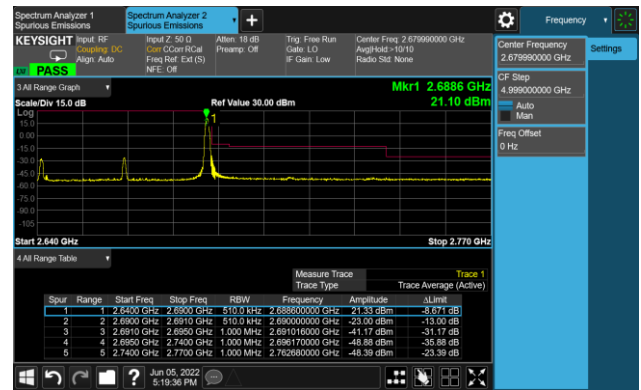 Spectrum Analyzer 1
Spurious Emissions
Spectrum Analyzer 2
Spurious Emissions
Frequency
KEYSIGHT
Input: RF
Coupling: DC
Align: Auto
Input Z: 50 Ω
Corr CCorr RCal
Freq Ref: Ext (S)
NFE: Off
Atten: 18 dB
Preamp: Off
Trig: Free Run
Gate: LO
IF Gain: Low
Center Freq: 2.679990000 GHz
Avg|Hold:>10/10
Radio Std: None
PASS
Center Frequency
2.679990000 GHz
Settings
CF Step
4.999000000 GHz
Auto
Man
Freq Offset
0 Hz
3 All Range Graph
Mkr1 2.6886 GHz
21.10 dBm
Scale/Div 15.0 dB
Ref Value 30.00 dBm
Log
15.0
0.00
-15.0
-30.0
-45.0
-60.0
-75.0
-90.0
-105
1
Start 2.640 GHz
Stop 2.770 GHz
4 All Range Table
Measure Trace Trace 1
Trace Type Trace Average (Active)
Spur Range Start Freq Stop Freq RBW Frequency Amplitude ΔLimit
1 1 2.6400 GHz 2.6900 GHz 510.0 kHz 2.688600000 GHz 21.33 dBm -8.671 dB
2 2 2.6900 GHz 2.6910 GHz 510.0 kHz 2.690000000 GHz -23.00 dBm -13.00 dB
3 3 2.6910 GHz 2.6950 GHz 1.000 MHz 2.691016000 GHz -41.17 dBm -31.17 dB
4 4 2.6950 GHz 2.7400 GHz 1.000 MHz 2.696170000 GHz -48.88 dBm -35.88 dB
5 5 2.7400 GHz 2.7700 GHz 1.000 MHz 2.762680000 GHz -48.39 dBm -23.39 dB
Jun 05, 2022
5:19:36 PM